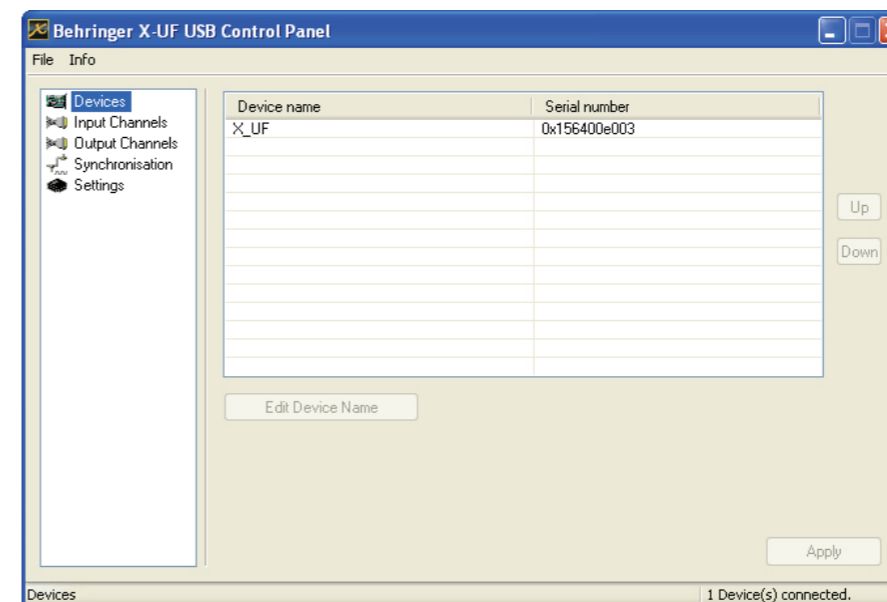 Behringer X-UF USB Control Panel
File Info
Devices
Input Channels
Output Channels
Synchronisation
Settings
Device name Serial number
X_UF 0x156400e003
Up
Down
Edit Device Name
Apply
Devices 1 Device(s) connected.